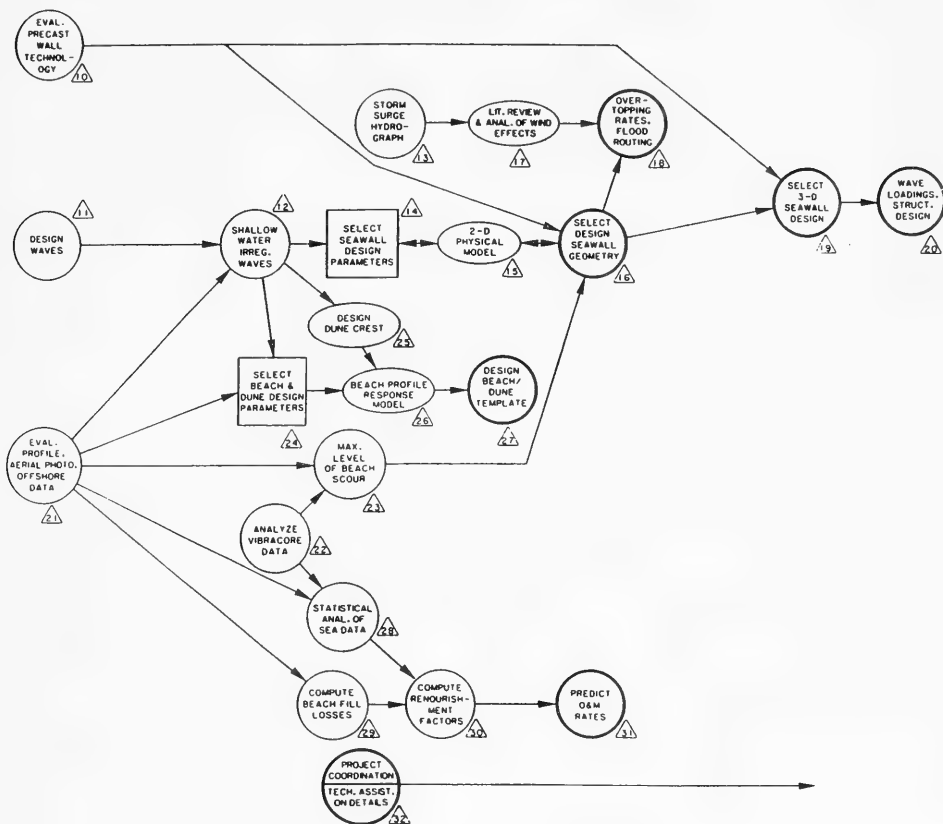 EVAL.
PRECAST
WALL
TECHNOL-
OGY
10
STORM
SURGE
HYDRO-
GRAPH
13
LIT. REVIEW
& ANAL. OF WIND
EFFECTS
17
OVER-
TOPPING
RATES.
FLOOD
ROUTING
18
DESIGN
WAVES
11
SHALLOW
WATER
IRREG.
WAVES
12
SELECT
SEAWALL
DESIGN
PARAMETERS
14
2-D
PHYSICAL
MODEL
15
SELECT
DESIGN
SEAWALL
GEOMETRY
16
SELECT
3-D
SEAWALL
DESIGN
19
WAVE
LOADINGS.
STRUCT.
DESIGN
20
DESIGN
DUNE CREST
25
SELECT
BEACH &
DUNE DESIGN
PARAMETERS
24
BEACH PROFILE
RESPONSE
MODEL
26
DESIGN
BEACH/
DUNE
TEMPLATE
27
EVAL.
PROFILE.
AERIAL PHOTO.
OFFSHORE
DATA
21
MAX.
LEVEL
OF BEACH
SCOUR
23
ANALYZE
VIBRACORE
DATA
22
STATISTICAL
ANAL. OF
SEA DATA
28
COMPUTE
BEACH FILL
LOSSES
29
COMPUTE
RENOURISH-
MENT
FACTORS
30
PREDICT
O&M
RATES
31
PROJECT
COORDINATION
TECH. ASSIST.
ON DETAILS
32